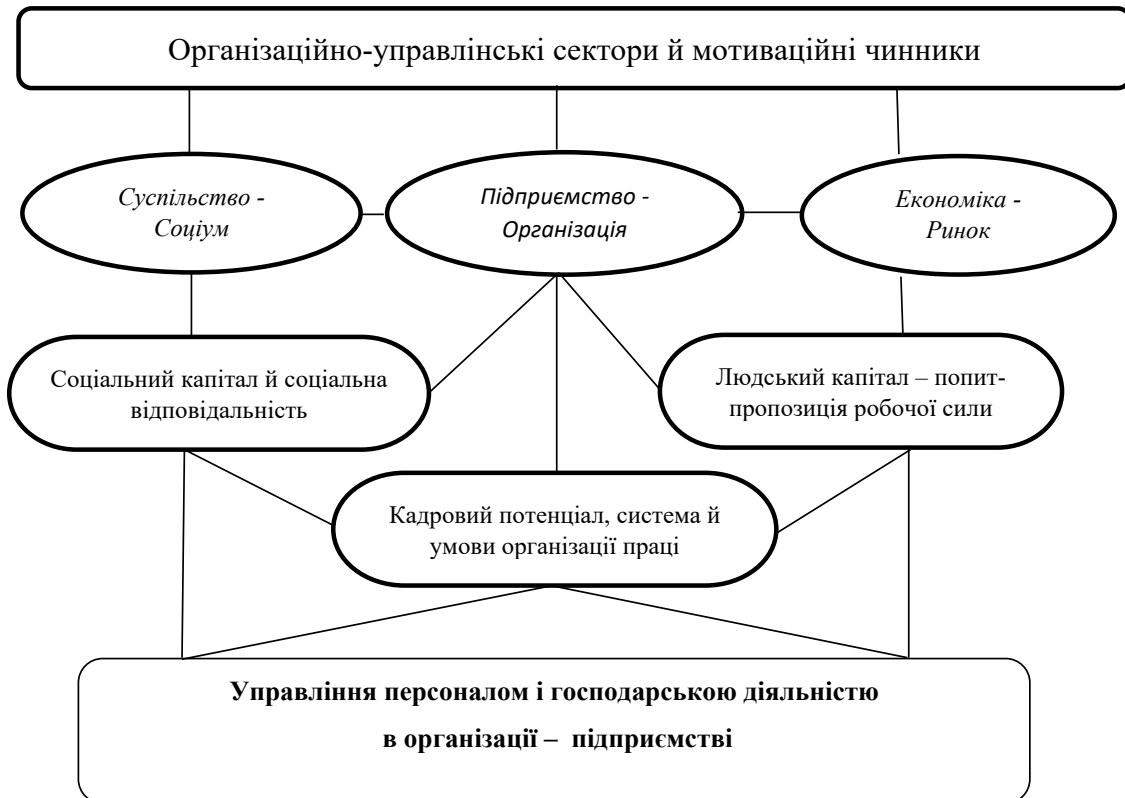 Організаційно-управлінські сектори й мотиваційні чинники
Суспільство -
Соціум
Підприємство -
Організація
Економіка -
Ринок
Соціальний капітал й соціальна
відповідальність
Людський капітал – попит-
пропозиція робочої сили
Кадровий потенціал, система й
умови організації праці
Управління персоналом і господарською діяльністю
в організації – підприємстві